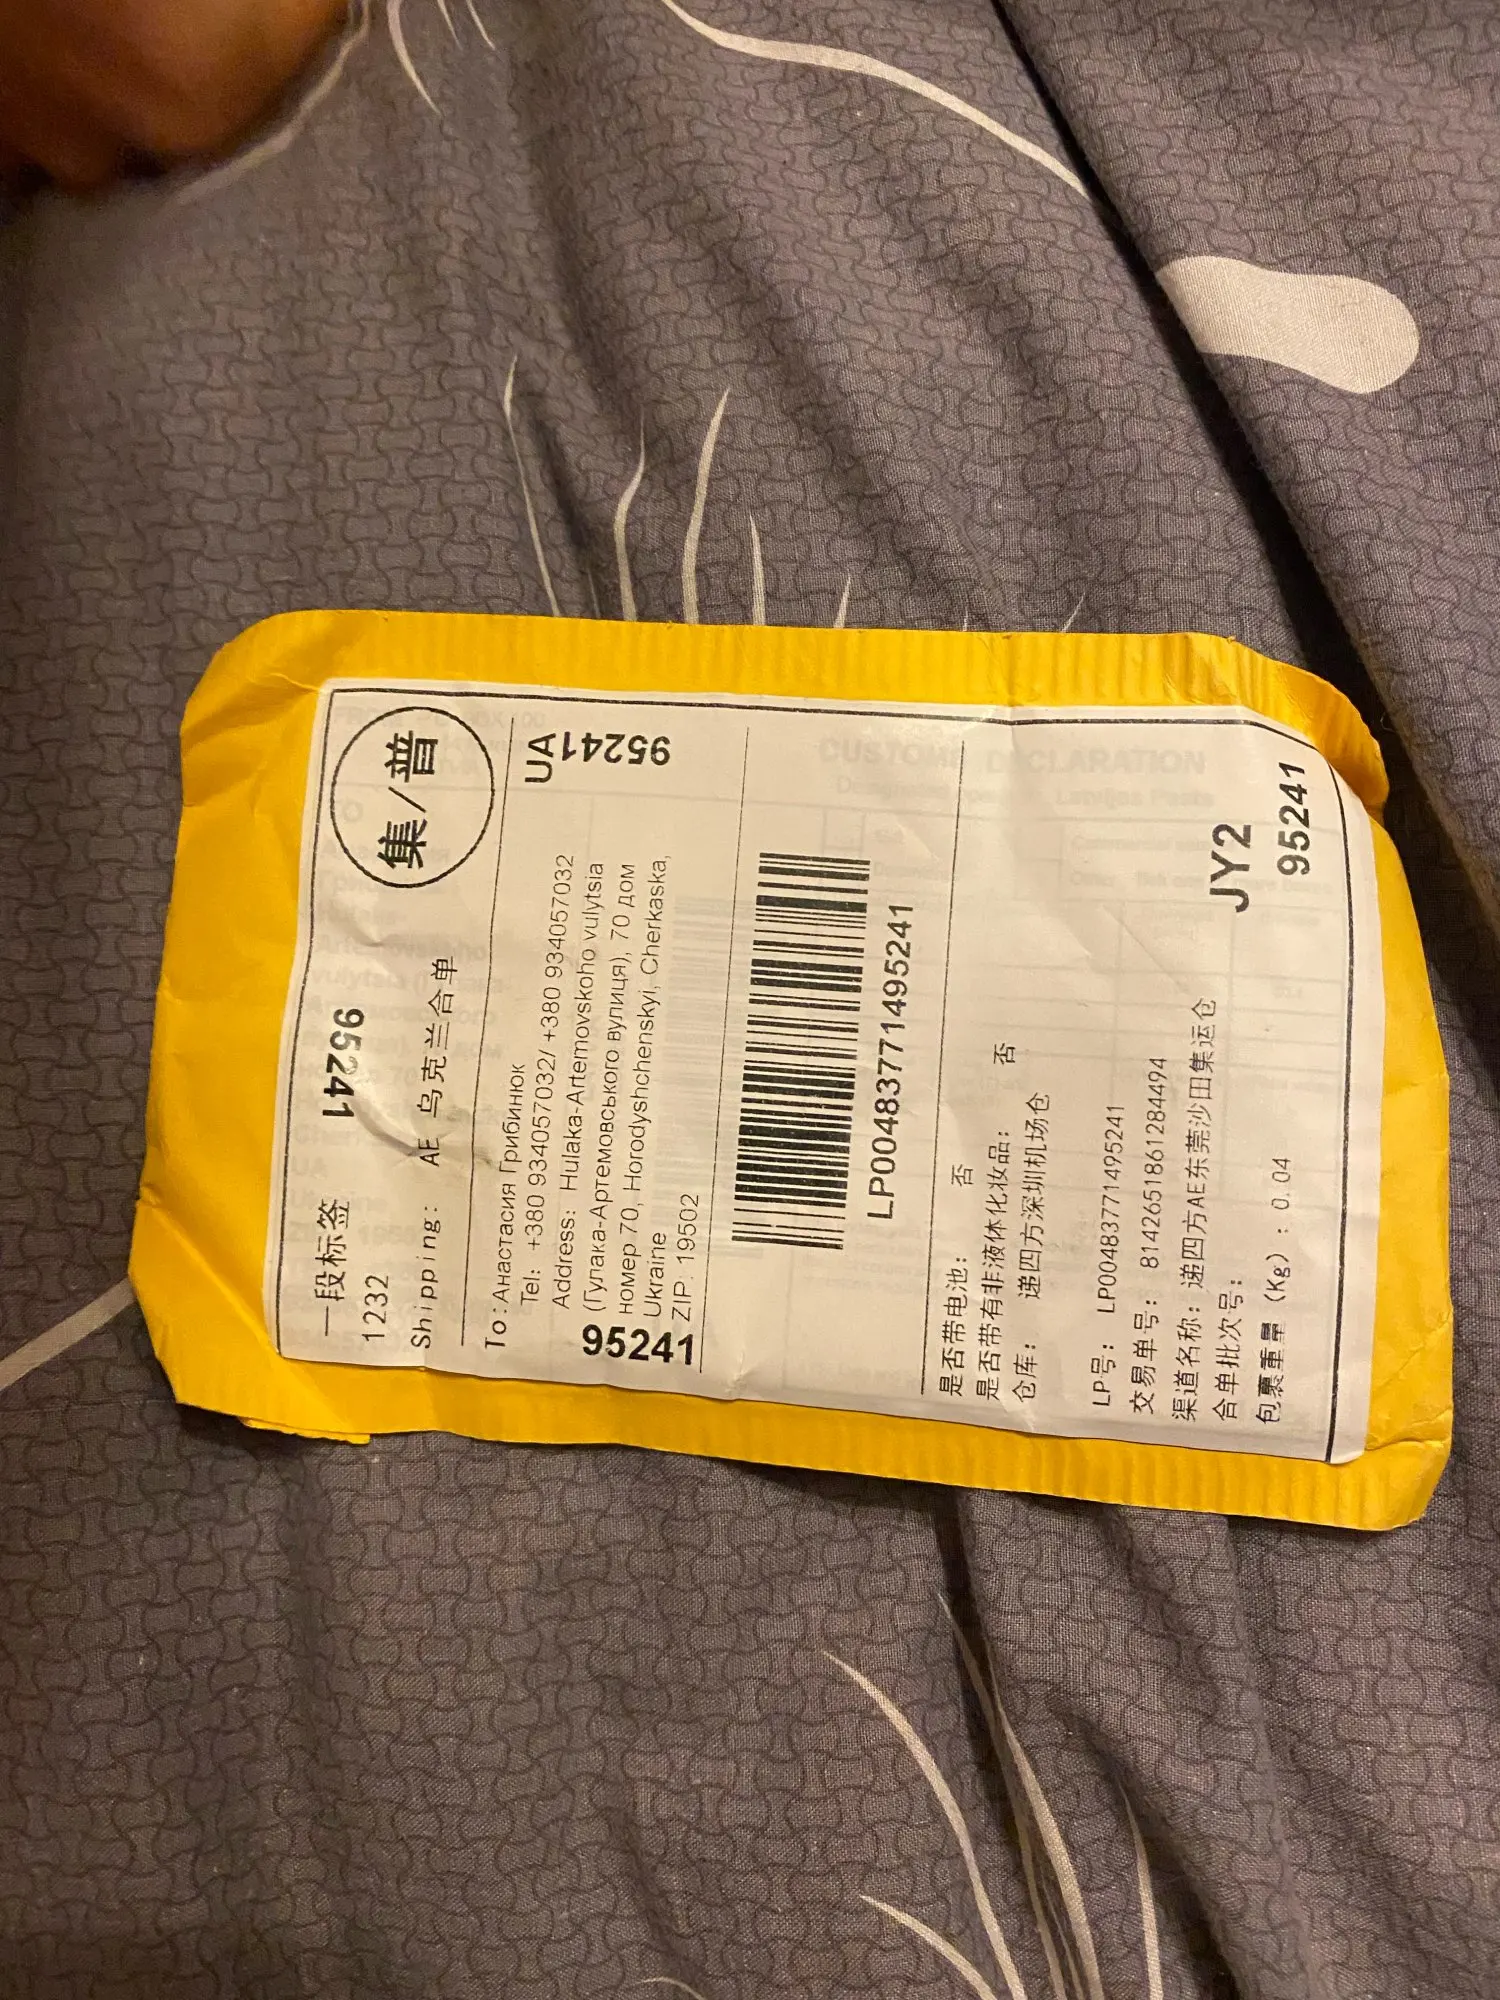 一段标签
95241
1232
集/普
Shipping: AE 乌克兰合单
To:Анастасия Грибинюк
UA
95241
Tel: +380 934057032/ +380 934057032
Address: Hulaka-Artemovskoho vulytsia
(Гулака-Артемовського вулиця), 70 дом
номер 70, Horodyshchenskyi, Cherkaska,
Ukraine
ZIP: 19502
95241
LP00483771495241
是否带电池: 否
是否带有非液体化妆品: 否
仓库: 递四方深圳机场仓
LP号: LP00483771495241
交易单号: 8142651861284494
渠道名称: 递四方AE东莞沙田集运仓
合单批次号:
包裹重量 (Kg): 0.04
JY2
95241
CUSTOMS DECLARATION